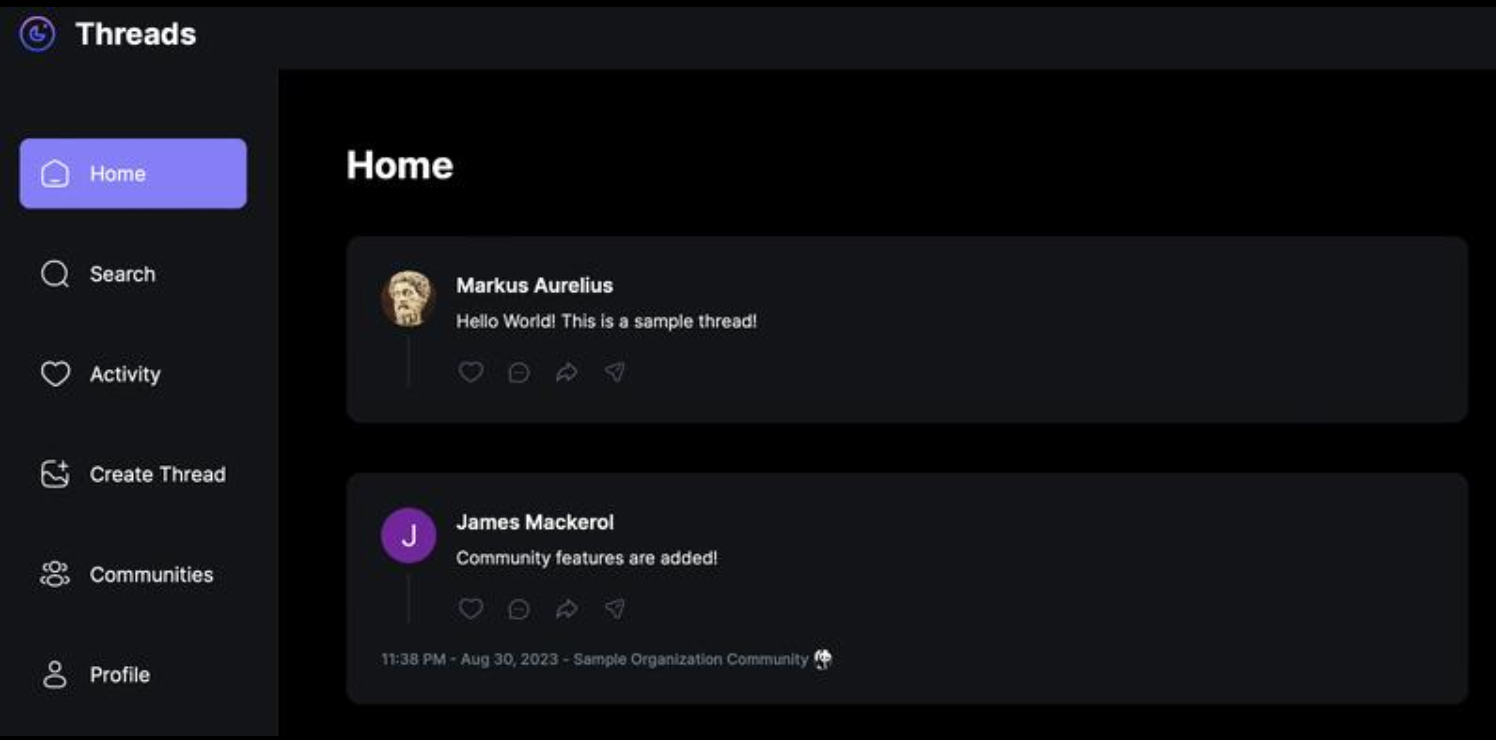 Threads
Home
Search
Activity
Create Thread
Communities
Profile
Home
Markus Aurelius
Hello World! This is a sample thread!
J
James Mackerol
Community features are added!
11:38 PM - Aug 30, 2023 - Sample Organization Community